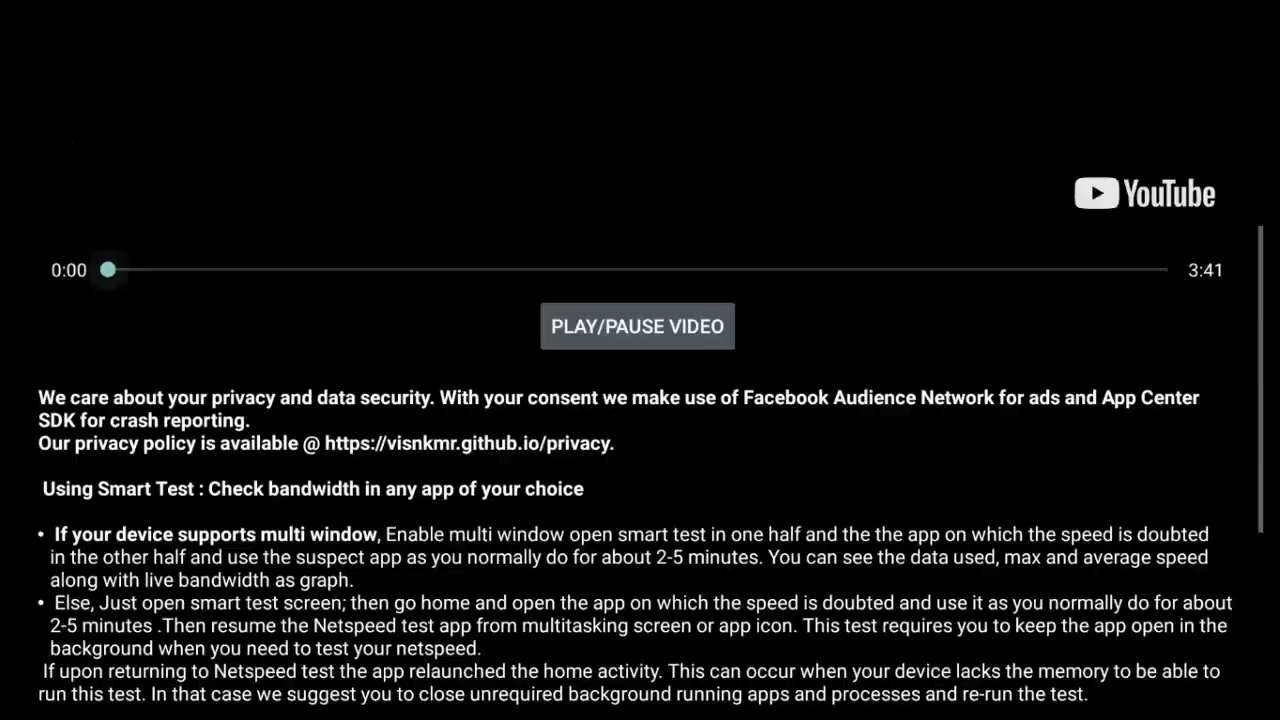 YouTube
0:00
3:41
PLAY/PAUSE VIDEO
We care about your privacy and data security. With your consent we make use of Facebook Audience Network for ads and App Center
SDK for crash reporting.
Our privacy policy is available @ https://visnkmr.github.io/privacy.
Using Smart Test : Check bandwidth in any app of your choice
• If your device supports multi window, Enable multi window open smart test in one half and the the app on which the speed is doubted
in the other half and use the suspect app as you normally do for about 2-5 minutes. You can see the data used, max and average speed
along with live bandwidth as graph.
• Else, Just open smart test screen; then go home and open the app on which the speed is doubted and use it as you normally do for about
2-5 minutes .Then resume the Netspeed test app from multitasking screen or app icon. This test requires you to keep the app open in the
background when you need to test your netspeed.
If upon returning to Netspeed test the app relaunched the home activity. This can occur when your device lacks the memory to be able to
run this test. In that case we suggest you to close unrequired background running apps and processes and re-run the test.